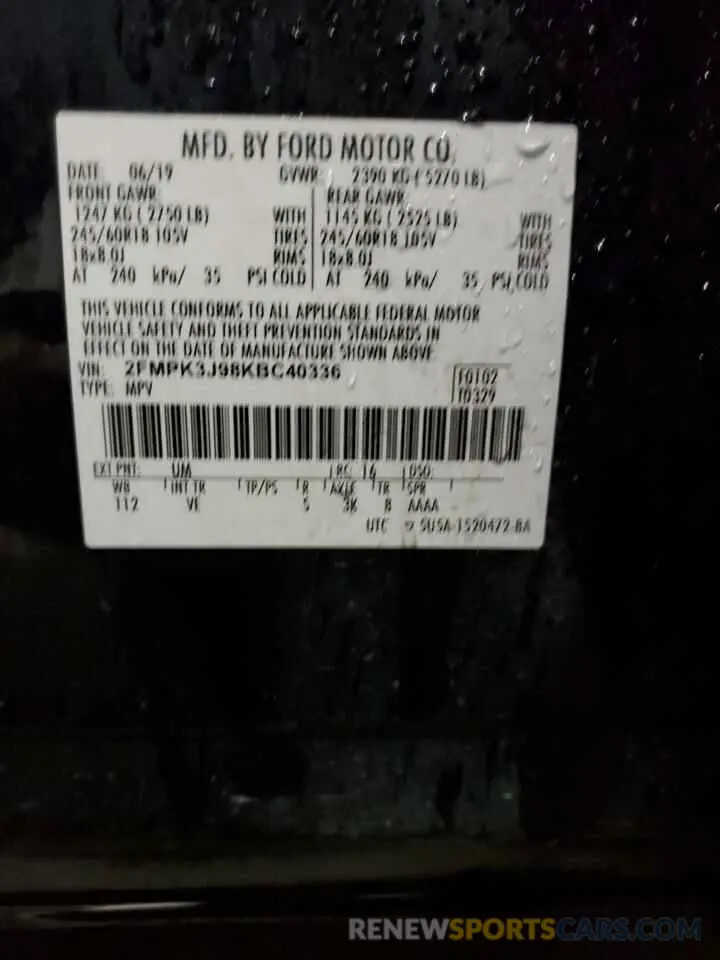 MFD. BY FORD MOTOR CO.
DATE: 06/19 GVWR: 2390 KG ( 5270 LB)
FRONT GAWR: REAR GAWR:
1247 KG ( 2750 LB) WITH 1145 KG ( 2525 LB) WITH
245/60R18 105V TIRES 245/60R18 105V TIRES
18x8.0J RIMS 18x8.0J RIMS
AT 240 kPa/ 35 PSI COLD AT 240 kPa/ 35 PSI COLD
THIS VEHICLE CONFORMS TO ALL APPLICABLE FEDERAL MOTOR
VEHICLE SAFETY AND THEFT PREVENTION STANDARDS IN
EFFECT ON THE DATE OF MANUFACTURE SHOWN ABOVE.
VIN: 2FMPK3J98KBC40336 F0102
TYPE: MPV T0329
EXT PNT: UM RC: 16 DSO:
WB INT TR TP/PS R AXLE TR SPR
112 VE 5 3K 8 AAAA
UTC SU5A-1520472-BA
RENEWSPORTSCARS.COM